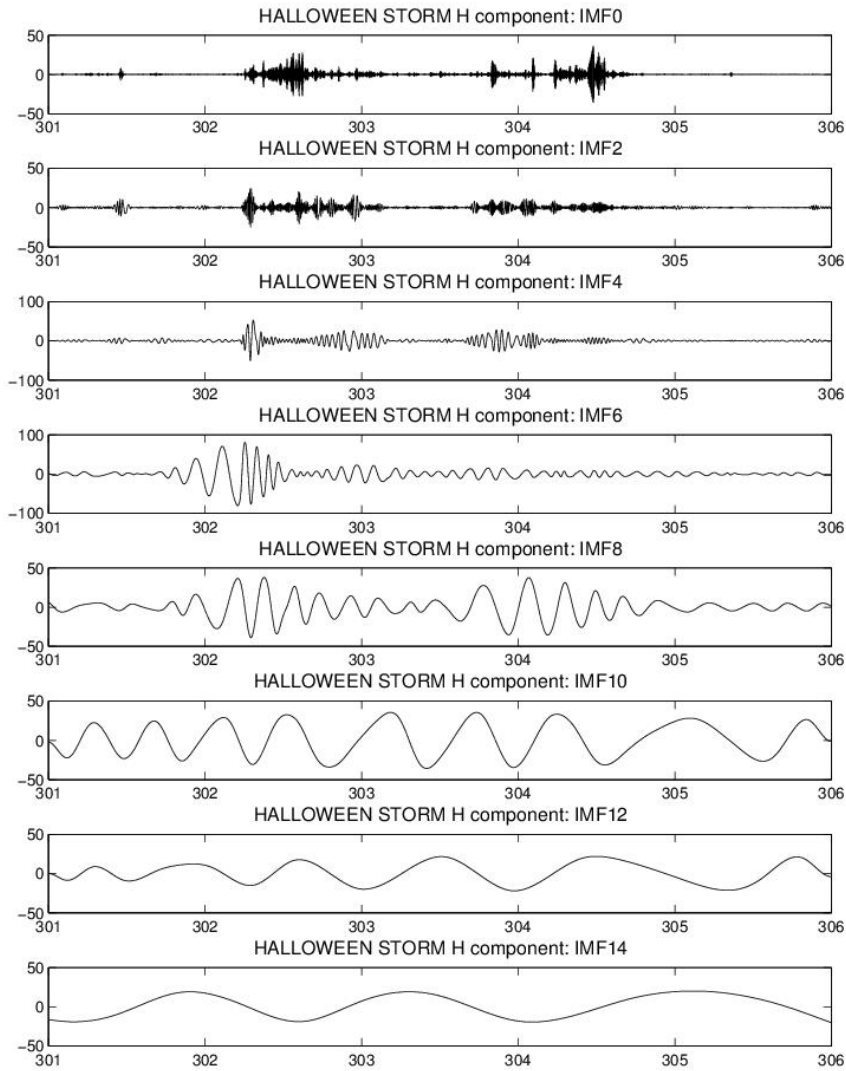 HALLOWEEN STORM H component: IMF0
50
0
−50
301 302 303 304 305 306
HALLOWEEN STORM H component: IMF2
50
0
−50
301 302 303 304 305 306
HALLOWEEN STORM H component: IMF4
100
0
−100
301 302 303 304 305 306
HALLOWEEN STORM H component: IMF6
100
0
−100
301 302 303 304 305 306
HALLOWEEN STORM H component: IMF8
50
0
−50
301 302 303 304 305 306
HALLOWEEN STORM H component: IMF10
50
0
−50
301 302 303 304 305 306
HALLOWEEN STORM H component: IMF12
50
0
−50
301 302 303 304 305 306
HALLOWEEN STORM H component: IMF14
50
0
−50
301 302 303 304 305 306